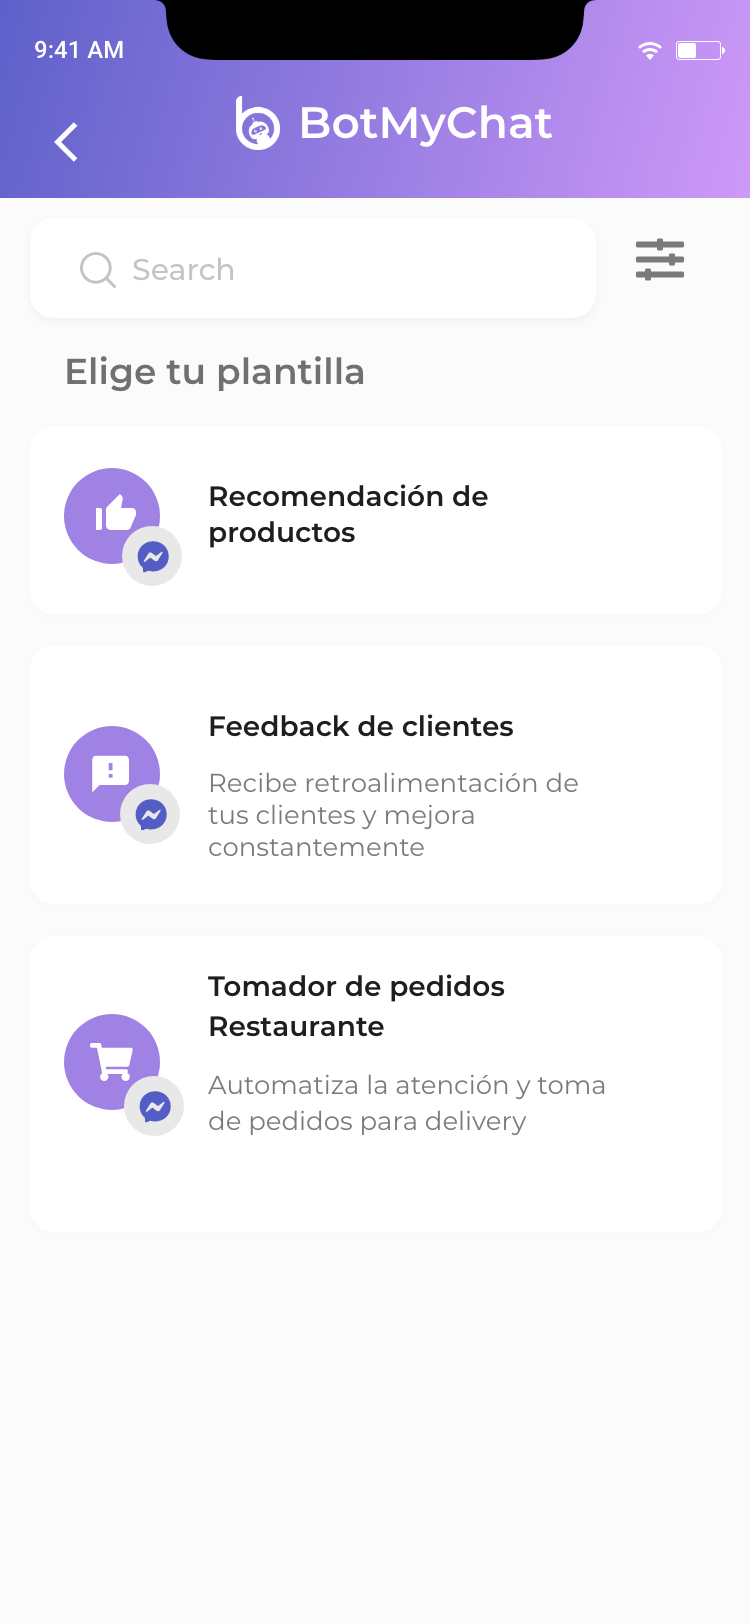 9:41 AM
BotMyChat
Search
Elige tu plantilla
Recomendación de
productos
Feedback de clientes
Recibe retroalimentación de
tus clientes y mejora
constantemente
Tomador de pedidos
Restaurante
Automatiza la atención y toma
de pedidos para delivery